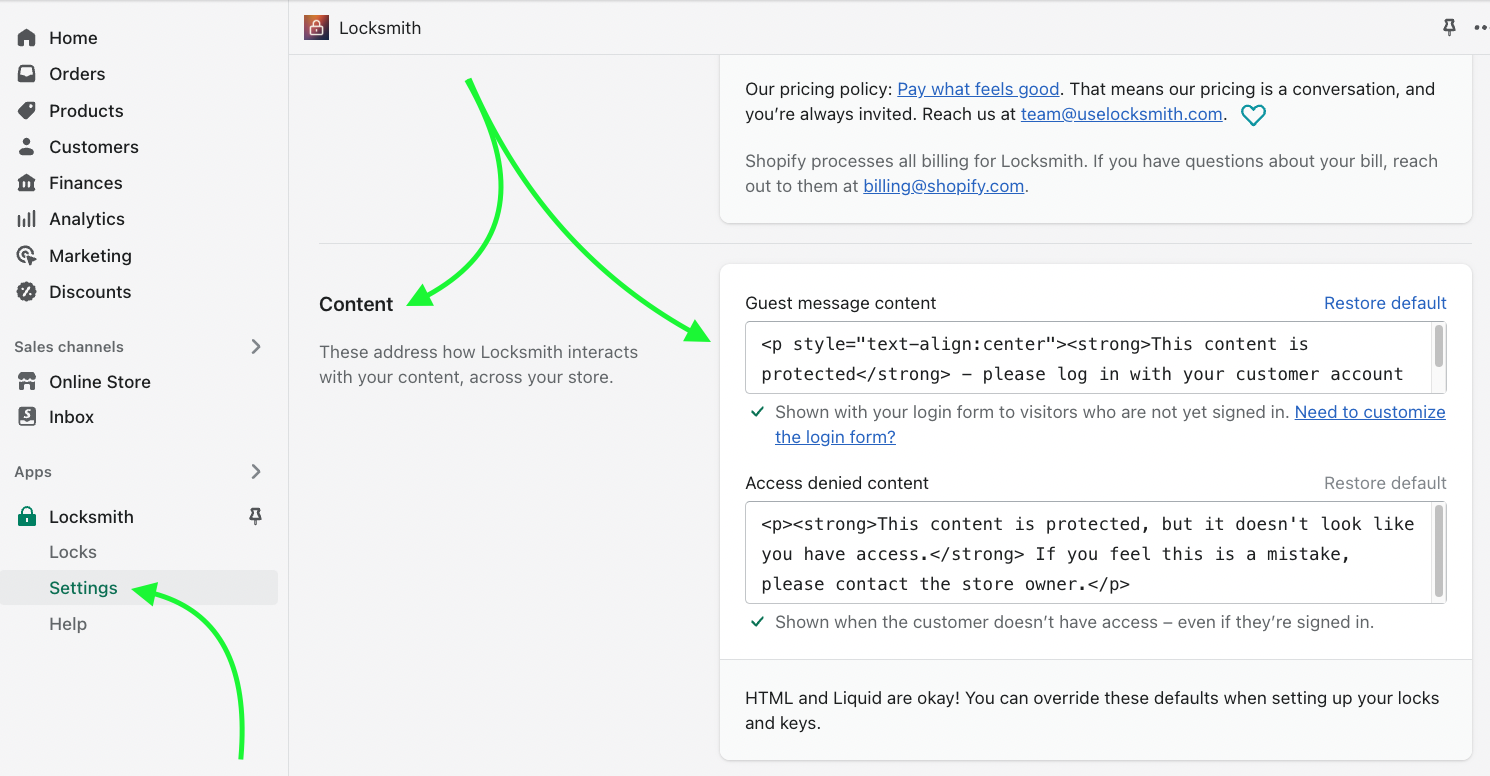 Home
Orders
Products
Customers
Finances
Analytics
Marketing
Discounts
Sales channels
Online Store
Inbox
Apps
Locksmith
Locks
Settings
Help
Locksmith
Our pricing policy: Pay what feels good. That means our pricing is a conversation, and
you’re always invited. Reach us at team@uselocksmith.com.
Shopify processes all billing for Locksmith. If you have questions about your bill, reach
out to them at billing@shopify.com.
Content
These address how Locksmith interacts
with your content, across your store.
Guest message content Restore default
<p style="text-align:center"><strong>This content is
protected</strong> – please log in with your customer account
Shown with your login form to visitors who are not yet signed in. Need to customize
the login form?
Access denied content Restore default
<p><strong>This content is protected, but it doesn't look like
you have access.</strong> If you feel this is a mistake,
please contact the store owner.</p>
Shown when the customer doesn’t have access – even if they’re signed in.
HTML and Liquid are okay! You can override these defaults when setting up your locks
and keys.